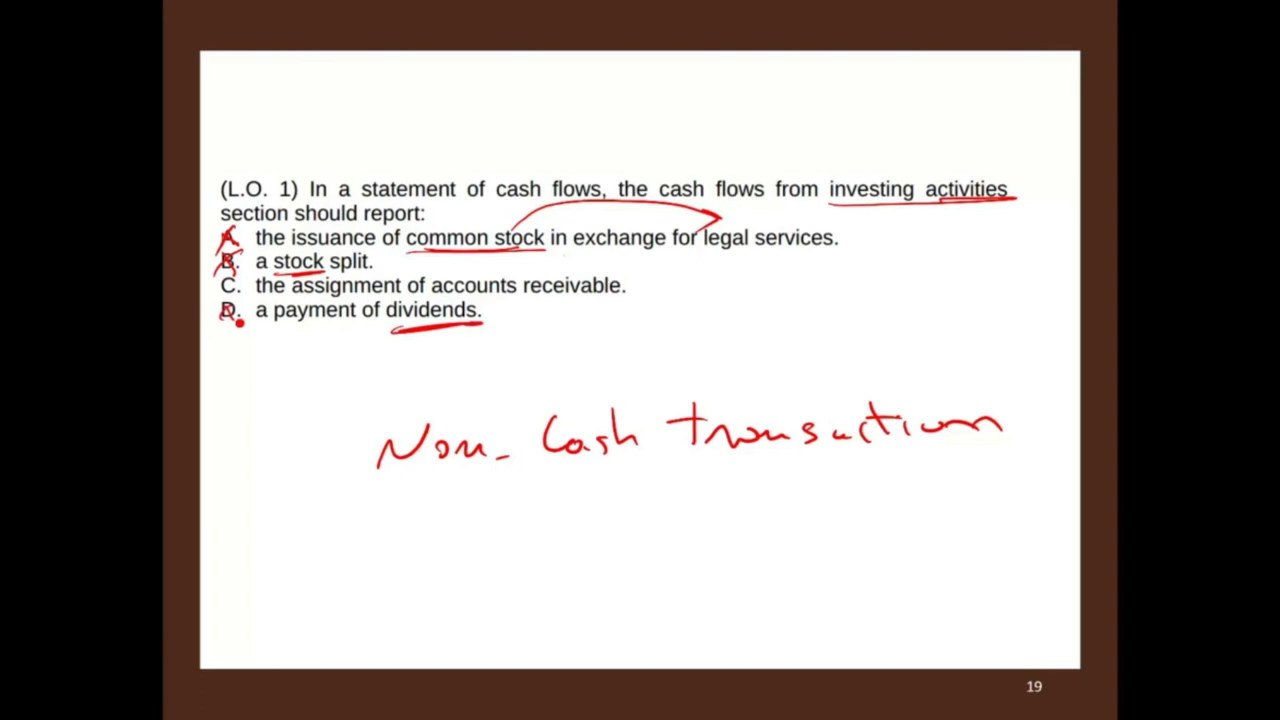 (L.O. 1) In a statement of cash flows, the cash flows from investing activities
section should report:
A. the issuance of common stock in exchange for legal services.
B. a stock split.
C. the assignment of accounts receivable.
D. a payment of dividends.
Non-Cash transaction
19